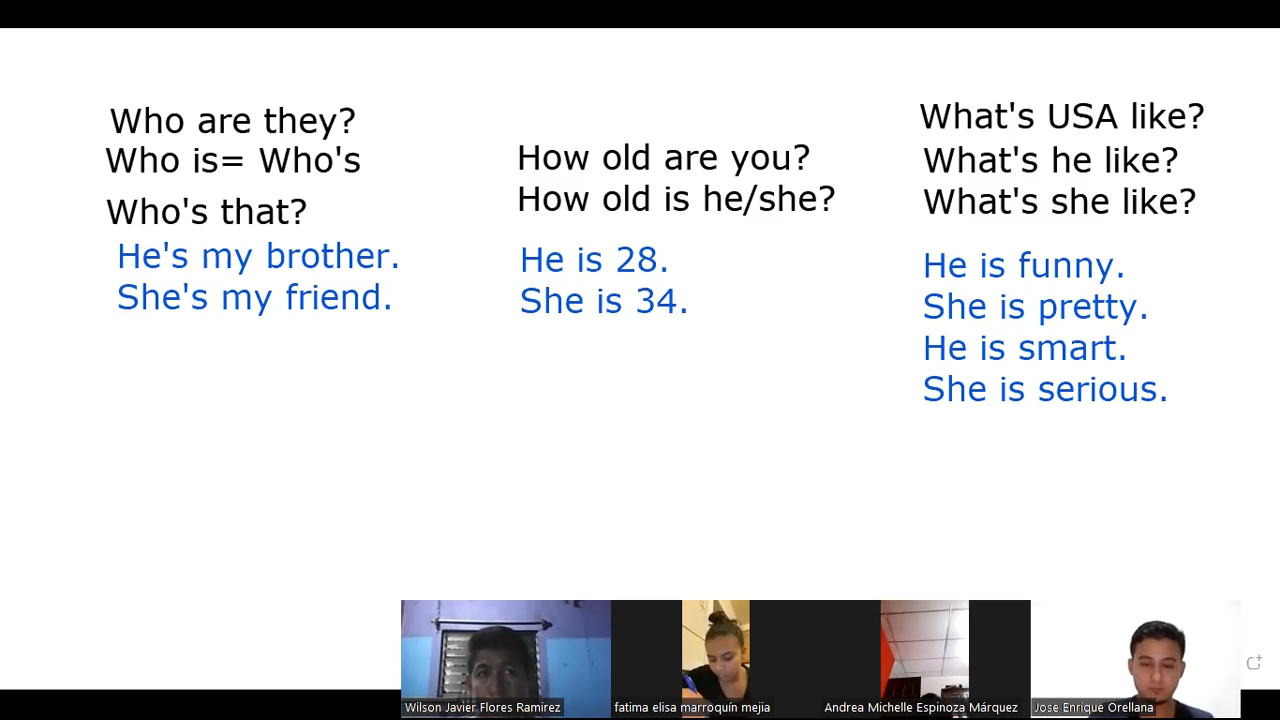 Who are they?
Who is= Who's
Who's that?
He's my brother.
She's my friend.
How old are you?
How old is he/she?
He is 28.
She is 34.
What's USA like?
What's he like?
What's she like?
He is funny.
She is pretty.
He is smart.
She is serious.
Wilson Javier Flores Ramirez
fatima elisa marroquín mejia
Andrea Michelle Espinoza Márquez
Jose Enrique Orellana